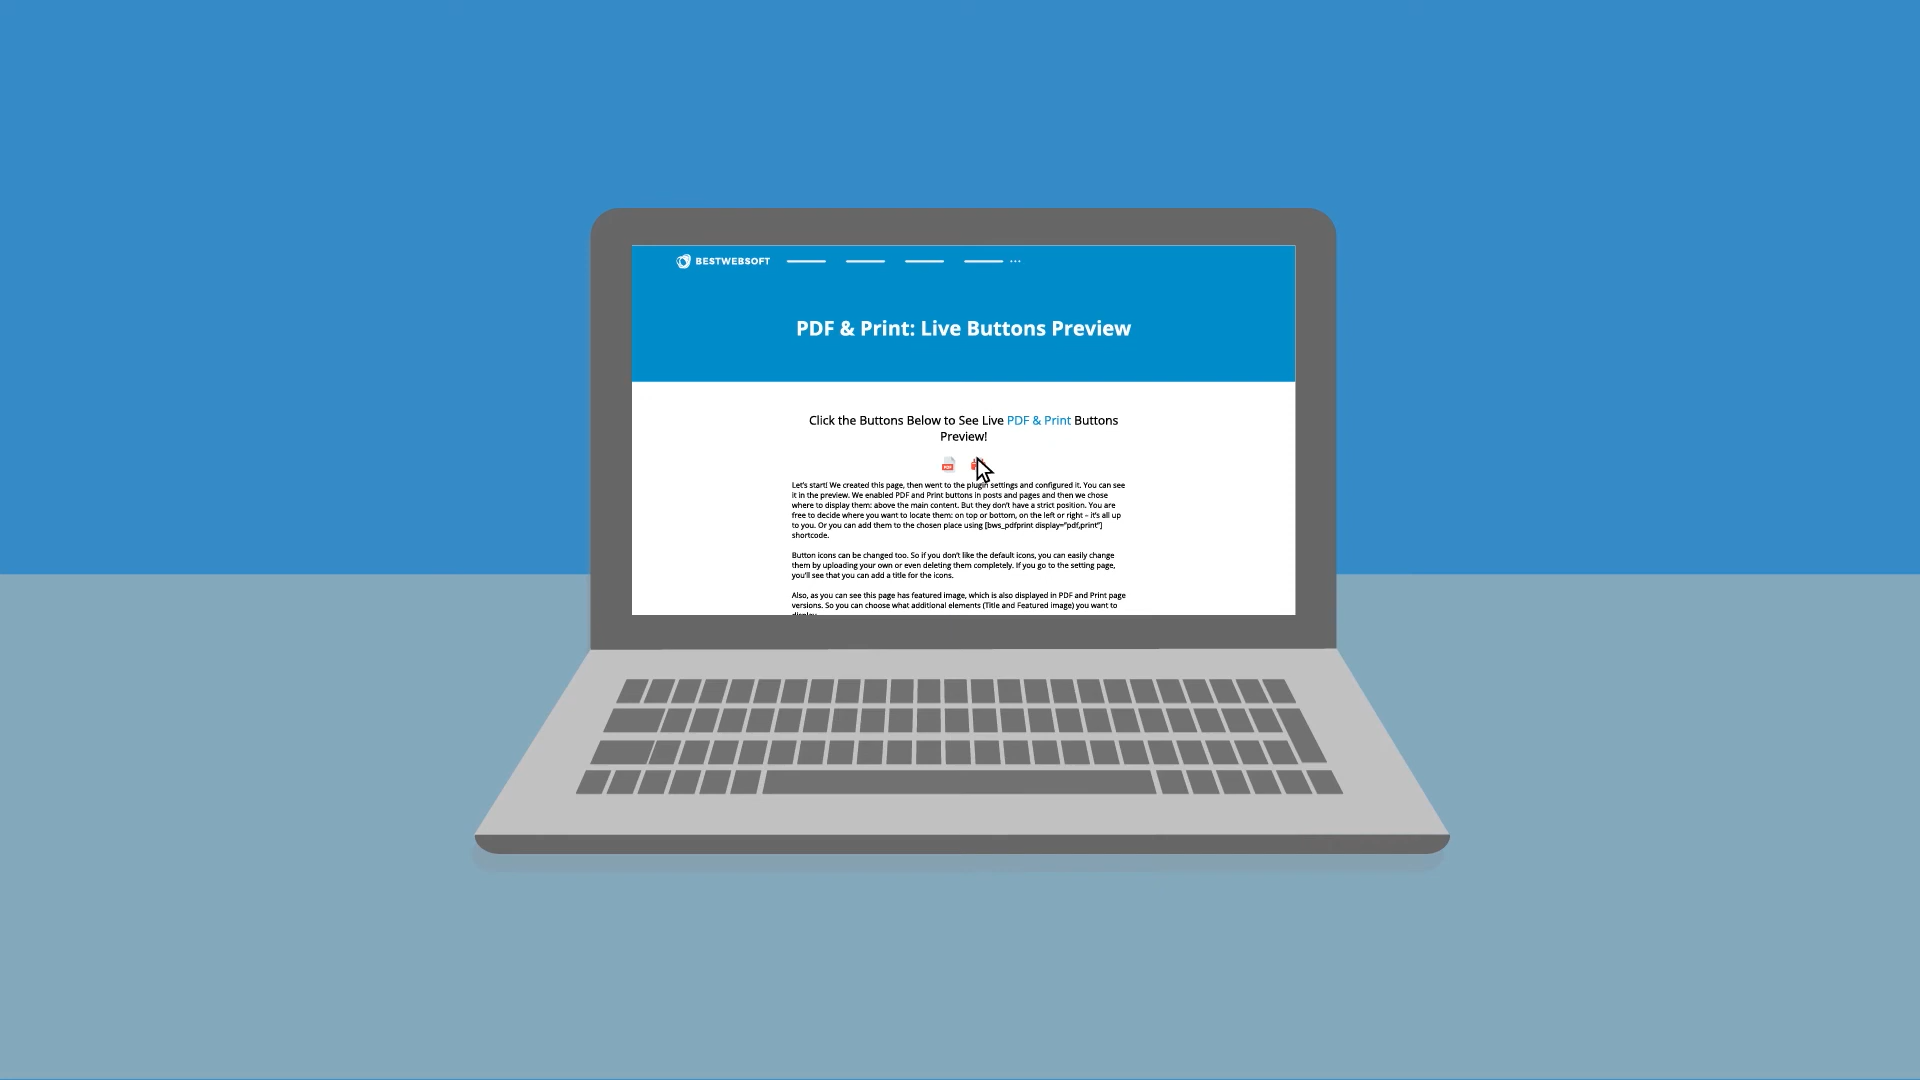 BESTWEBSOFT
PDF & Print: Live Buttons Preview
Click the Buttons Below to See Live PDF & Print Buttons
Preview!
PDF
Let's start! We created this page, then went to the plugin settings and configured it. You can see
it in the preview. We enabled PDF and Print buttons in posts and pages and then we chose
where to display them: above the main content. But they don't have a strict position. You are
free to decide where you want to locate them: on top or bottom, on the left or right – it's all up
to you. Or you can add them to the chosen place using [bws_pdfprint display="pdf,print"]
shortcode.
Button icons can be changed too. So if you don't like the default icons, you can easily change
them by uploading your own or even deleting them completely. If you go to the setting page,
you'll see that you can add a title for the icons.
Also, as you can see this page has featured image, which is also displayed in PDF and Print page
versions. So you can choose what additional elements (Title and Featured image) you want to